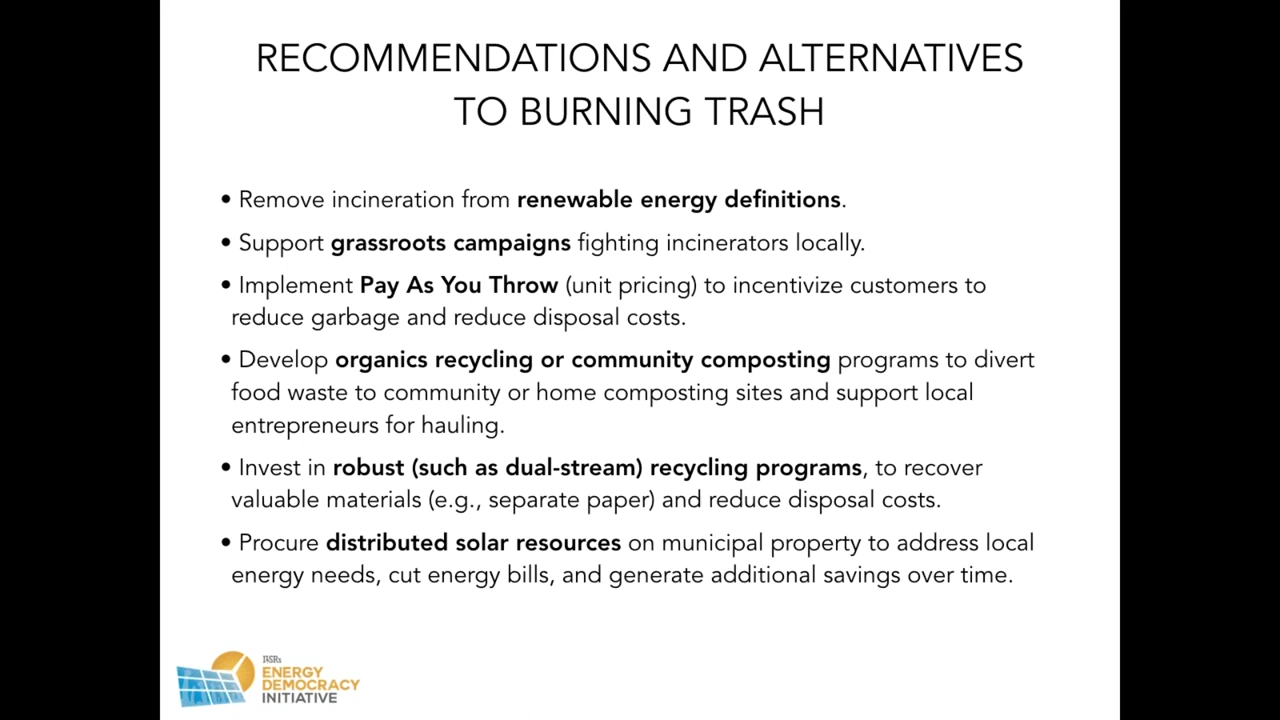 RECOMMENDATIONS AND ALTERNATIVES
TO BURNING TRASH
• Remove incineration from renewable energy definitions.
• Support grassroots campaigns fighting incinerators locally.
• Implement Pay As You Throw (unit pricing) to incentivize customers to
reduce garbage and reduce disposal costs.
• Develop organics recycling or community composting programs to divert
food waste to community or home composting sites and support local
entrepreneurs for hauling.
• Invest in robust (such as dual-stream) recycling programs, to recover
valuable materials (e.g., separate paper) and reduce disposal costs.
• Procure distributed solar resources on municipal property to address local
energy needs, cut energy bills, and generate additional savings over time.
ILSR's
ENERGY
DEMOCRACY
INITIATIVE